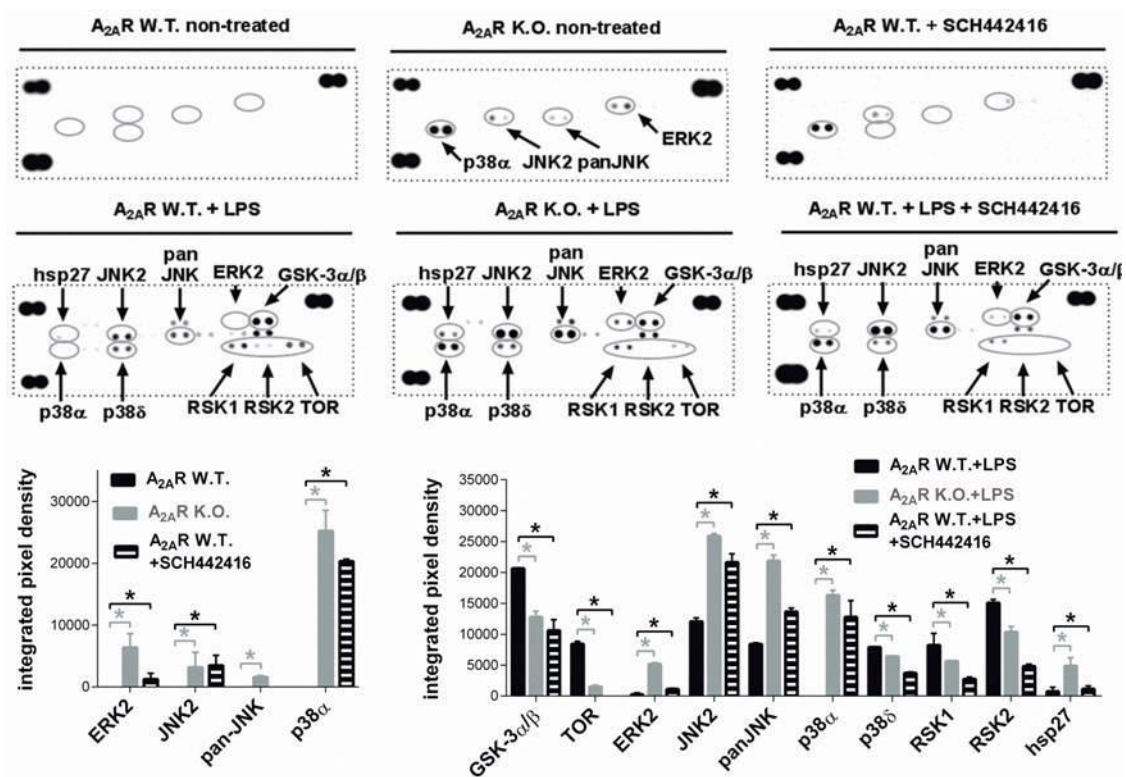 A2AR W.T. non-treated
A2AR K.O. non-treated
A2AR W.T. + SCH442416
ERK2
p38α JNK2 panJNK
A2AR W.T. + LPS
A2AR K.O. + LPS
A2AR W.T. + LPS + SCH442416
pan
hsp27 JNK2 JNK ERK2 GSK-3α/β
p38α p38δ RSK1 RSK2 TOR
pan
hsp27 JNK2 JNK ERK2 GSK-3α/β
p38α p38δ RSK1 RSK2 TOR
pan
hsp27 JNK2 JNK ERK2 GSK-3α/β
p38α p38δ RSK1 RSK2 TOR
integrated pixel density
30000
20000
10000
0
A2AR W.T.
A2AR K.O.
A2AR W.T.
+SCH442416
* * * * * * *
ERK2 JNK2 pan-JNK p38α
integrated pixel density
35000
30000
25000
20000
15000
10000
5000
0
A2AR W.T.+LPS
A2AR K.O.+LPS
A2AR W.T.+LPS
+SCH442416
* * * * * * * * * * * * * * * * * * * *
GSK-3α/β TOR ERK2 JNK2 panJNK p38α p38δ RSK1 RSK2 hsp27